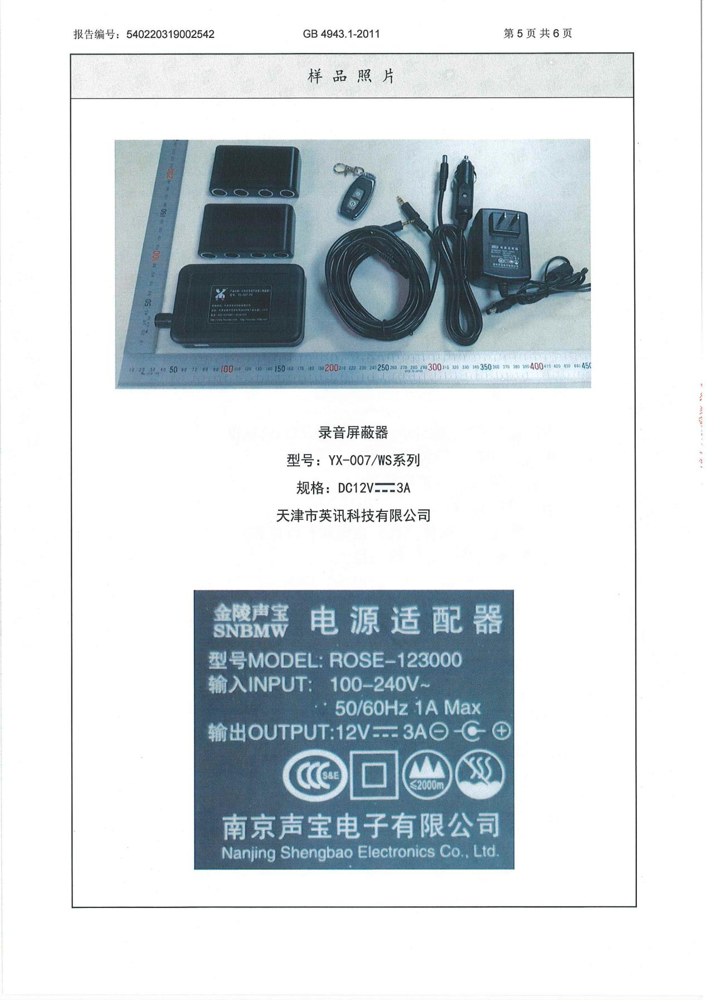 报告编号：540220319002542
GB 4943.1-2011
第 5 页 共 6 页
样 品 照 片
录音屏蔽器
型号：YX-007/WS系列
规格：DC12V⎓3A
天津市英讯科技有限公司
金陵声宝
SNBMW
电源适配器
型号MODEL: ROSE-123000
输入INPUT: 100-240V~
50/60Hz 1A Max
输出OUTPUT:12V⎓3A
S&E
≤2000m
南京声宝电子有限公司
Nanjing Shengbao Electronics Co., Ltd.